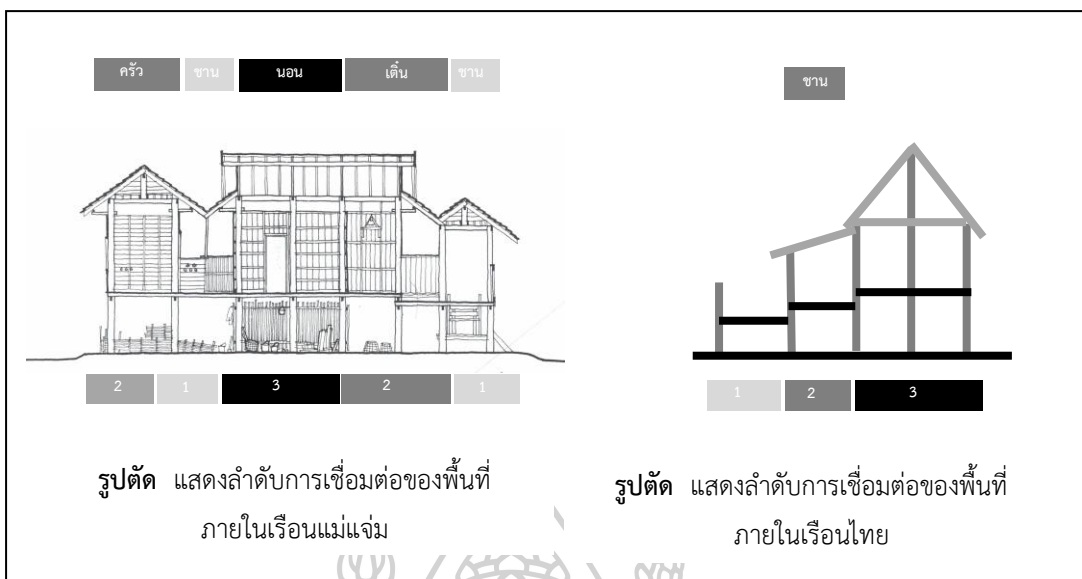 ครัว ชาน นอน เติ๋น ชาน
ชาน
2 1 3 2 1
1 2 3
รูปตัด แสดงลำดับการเชื่อมต่อของพื้นที่
ภายในเรือนแม่แจ่ม
รูปตัด แสดงลำดับการเชื่อมต่อของพื้นที่
ภายในเรือนไทย